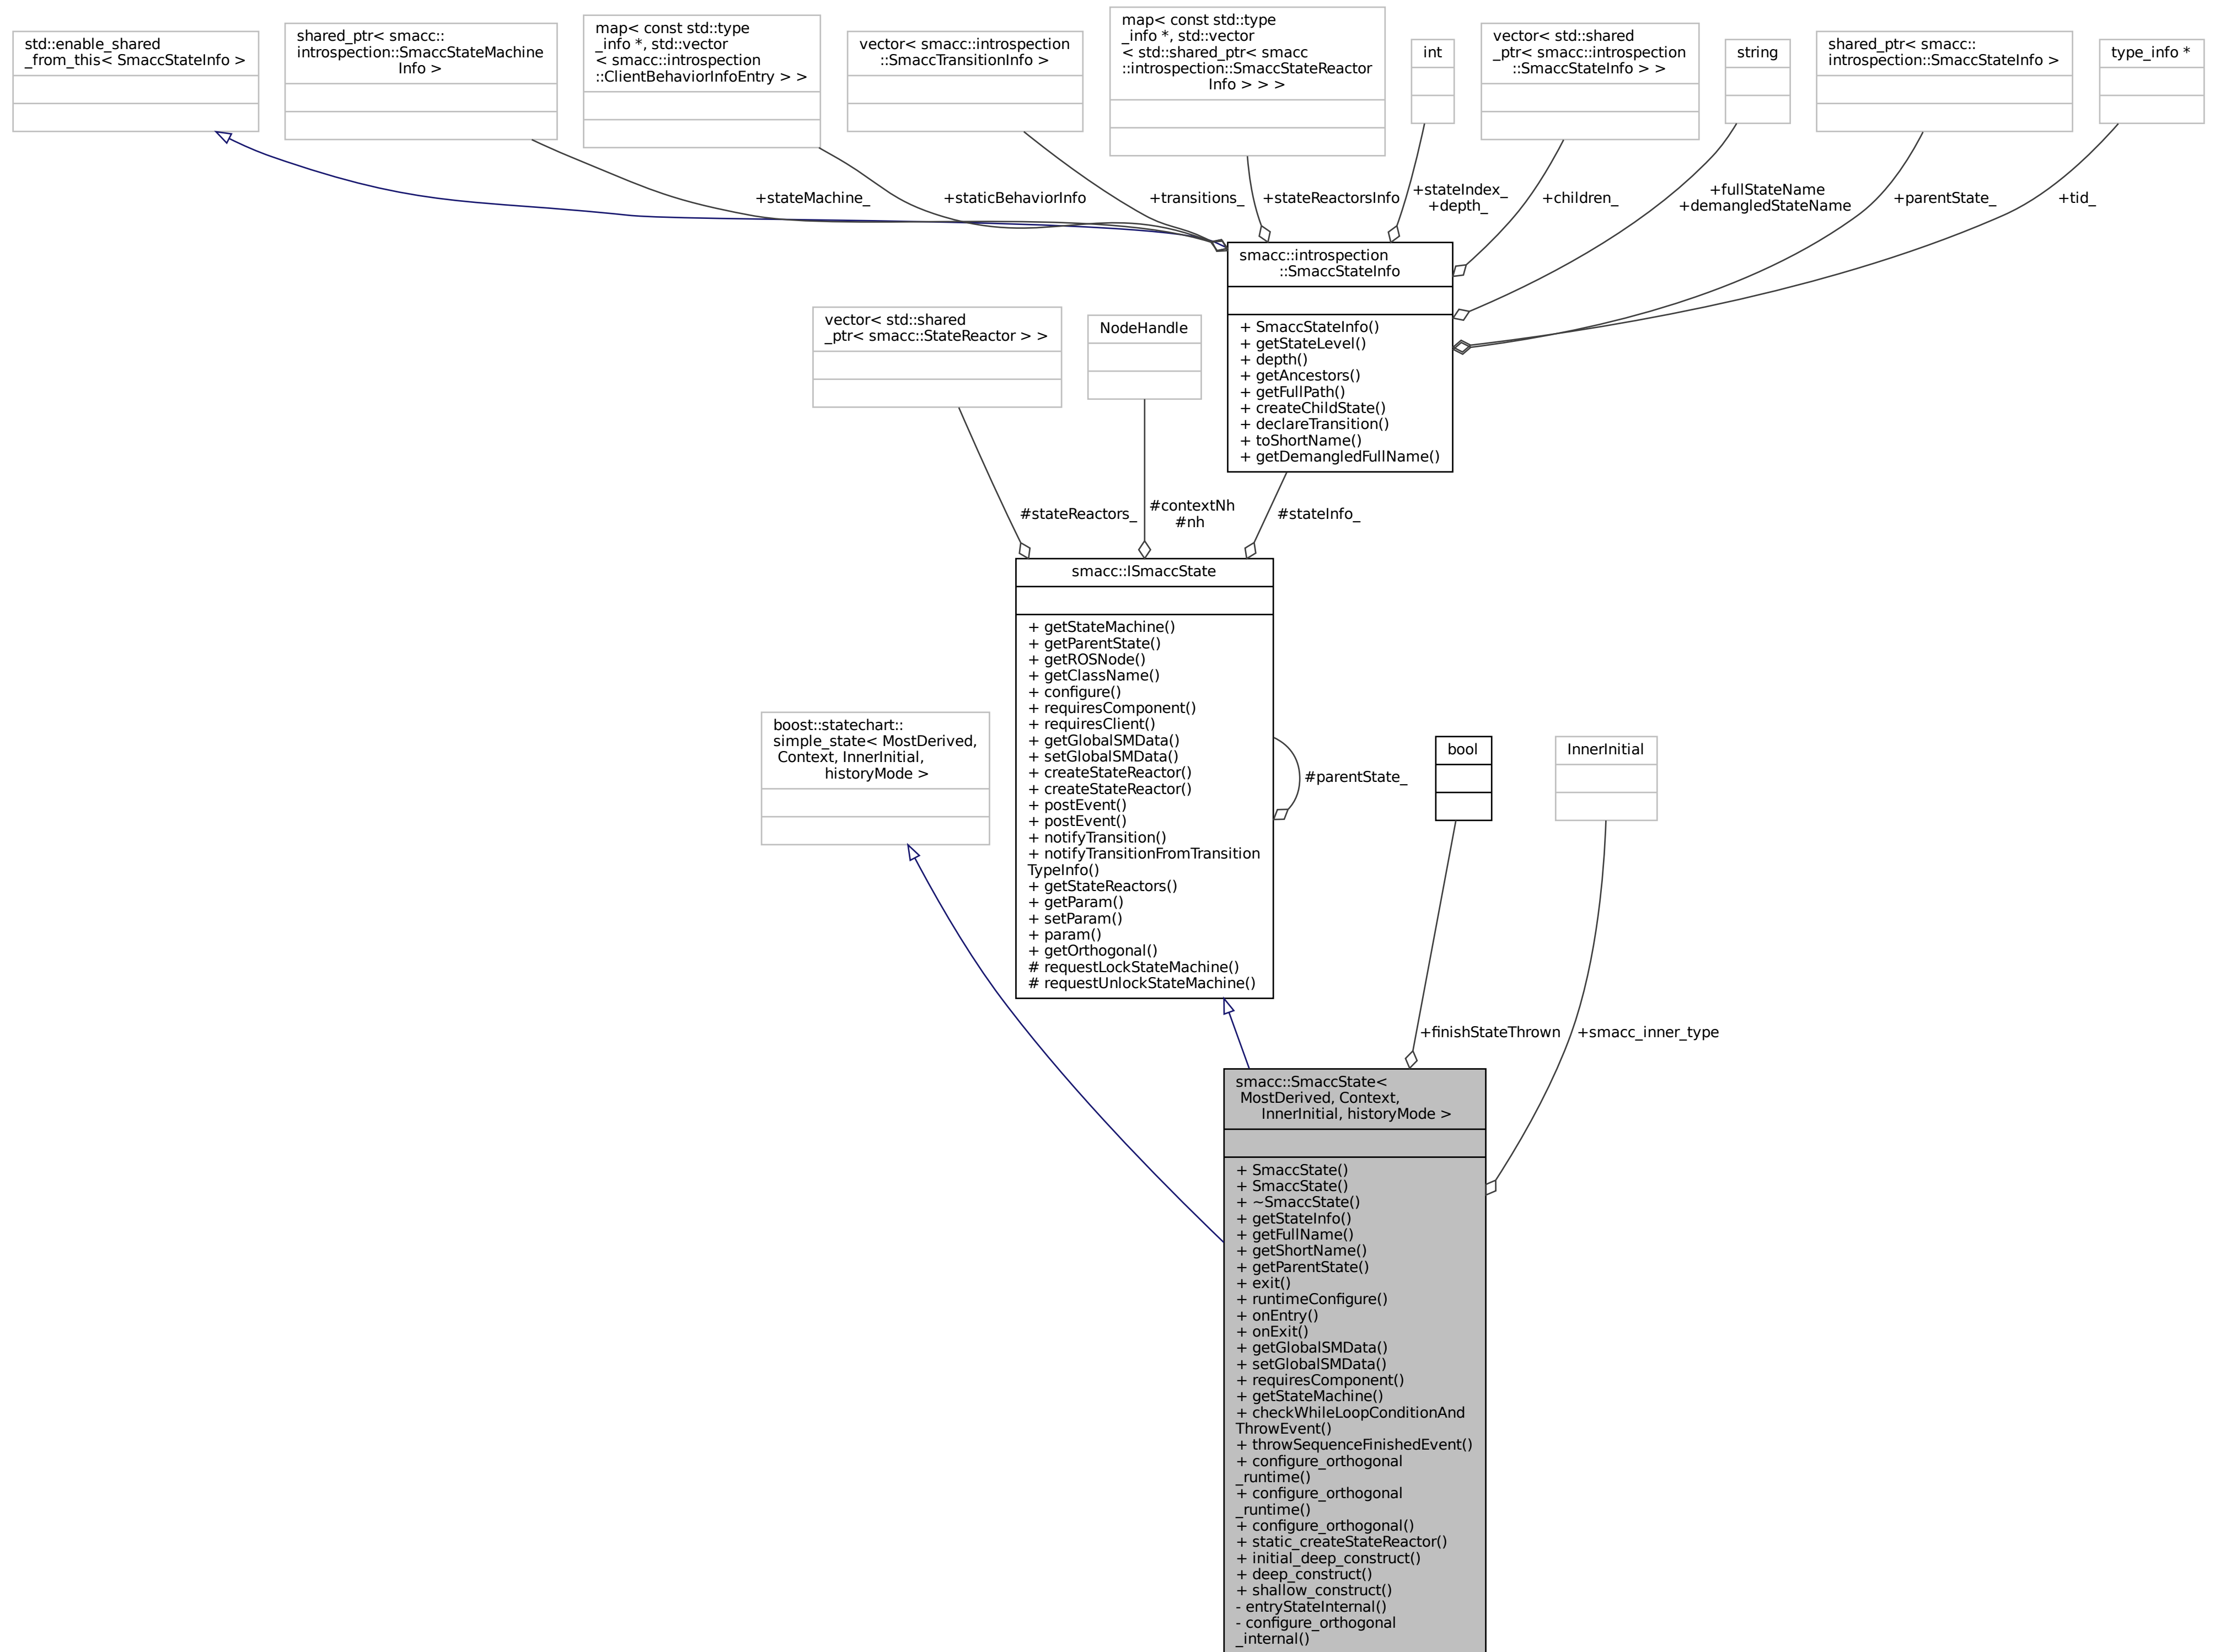 std::enable_shared
_from_this< SmaccStateInfo >
shared_ptr< smacc::
introspection::SmaccStateMachine
Info >
map< const std::type
_info *, std::vector
< smacc::introspection
::ClientBehaviorInfoEntry > >
vector< smacc::introspection
::SmaccTransitionInfo >
map< const std::type
_info *, std::vector
< std::shared_ptr< smacc
::introspection::SmaccStateReactor
Info > > >
int
vector< std::shared
_ptr< smacc::introspection
::SmaccStateInfo > >
string
shared_ptr< smacc::
introspection::SmaccStateInfo >
type_info *
+stateMachine_
+staticBehaviorInfo
+transitions_
+stateReactorsInfo
+stateIndex_
+depth_
+children_
+fullStateName
+demangledStateName
+parentState_
+tid_
smacc::introspection
::SmaccStateInfo
+ SmaccStateInfo()
+ getStateLevel()
+ depth()
+ getAncestors()
+ getFullPath()
+ createChildState()
+ declareTransition()
+ toShortName()
+ getDemangledFullName()
vector< std::shared
_ptr< smacc::StateReactor > >
NodeHandle
#stateReactors_
#contextNh
#nh
#stateInfo_
smacc::ISmaccState
+ getStateMachine()
+ getParentState()
+ getROSNode()
+ getClassName()
+ configure()
+ requiresComponent()
+ requiresClient()
+ getGlobalSMData()
+ setGlobalSMData()
+ createStateReactor()
+ createStateReactor()
+ postEvent()
+ postEvent()
+ notifyTransition()
+ notifyTransitionFromTransition
TypeInfo()
+ getStateReactors()
+ getParam()
+ setParam()
+ param()
+ getOrthogonal()
# requestLockStateMachine()
# requestUnlockStateMachine()
#parentState_
boost::statechart::
simple_state< MostDerived,
Context, InnerInitial,
historyMode >
bool
InnerInitial
+finishStateThrown
+smacc_inner_type
smacc::SmaccState<
MostDerived, Context,
InnerInitial, historyMode >
+ SmaccState()
+ SmaccState()
+ ~SmaccState()
+ getStateInfo()
+ getFullName()
+ getShortName()
+ getParentState()
+ exit()
+ runtimeConfigure()
+ onEntry()
+ onExit()
+ getGlobalSMData()
+ setGlobalSMData()
+ requiresComponent()
+ getStateMachine()
+ checkWhileLoopConditionAnd
ThrowEvent()
+ throwSequenceFinishedEvent()
+ configure_orthogonal
_runtime()
+ configure_orthogonal
_runtime()
+ configure_orthogonal()
+ static_createStateReactor()
+ initial_deep_construct()
+ deep_construct()
+ shallow_construct()
- entryStateInternal()
- configure_orthogonal
_internal()